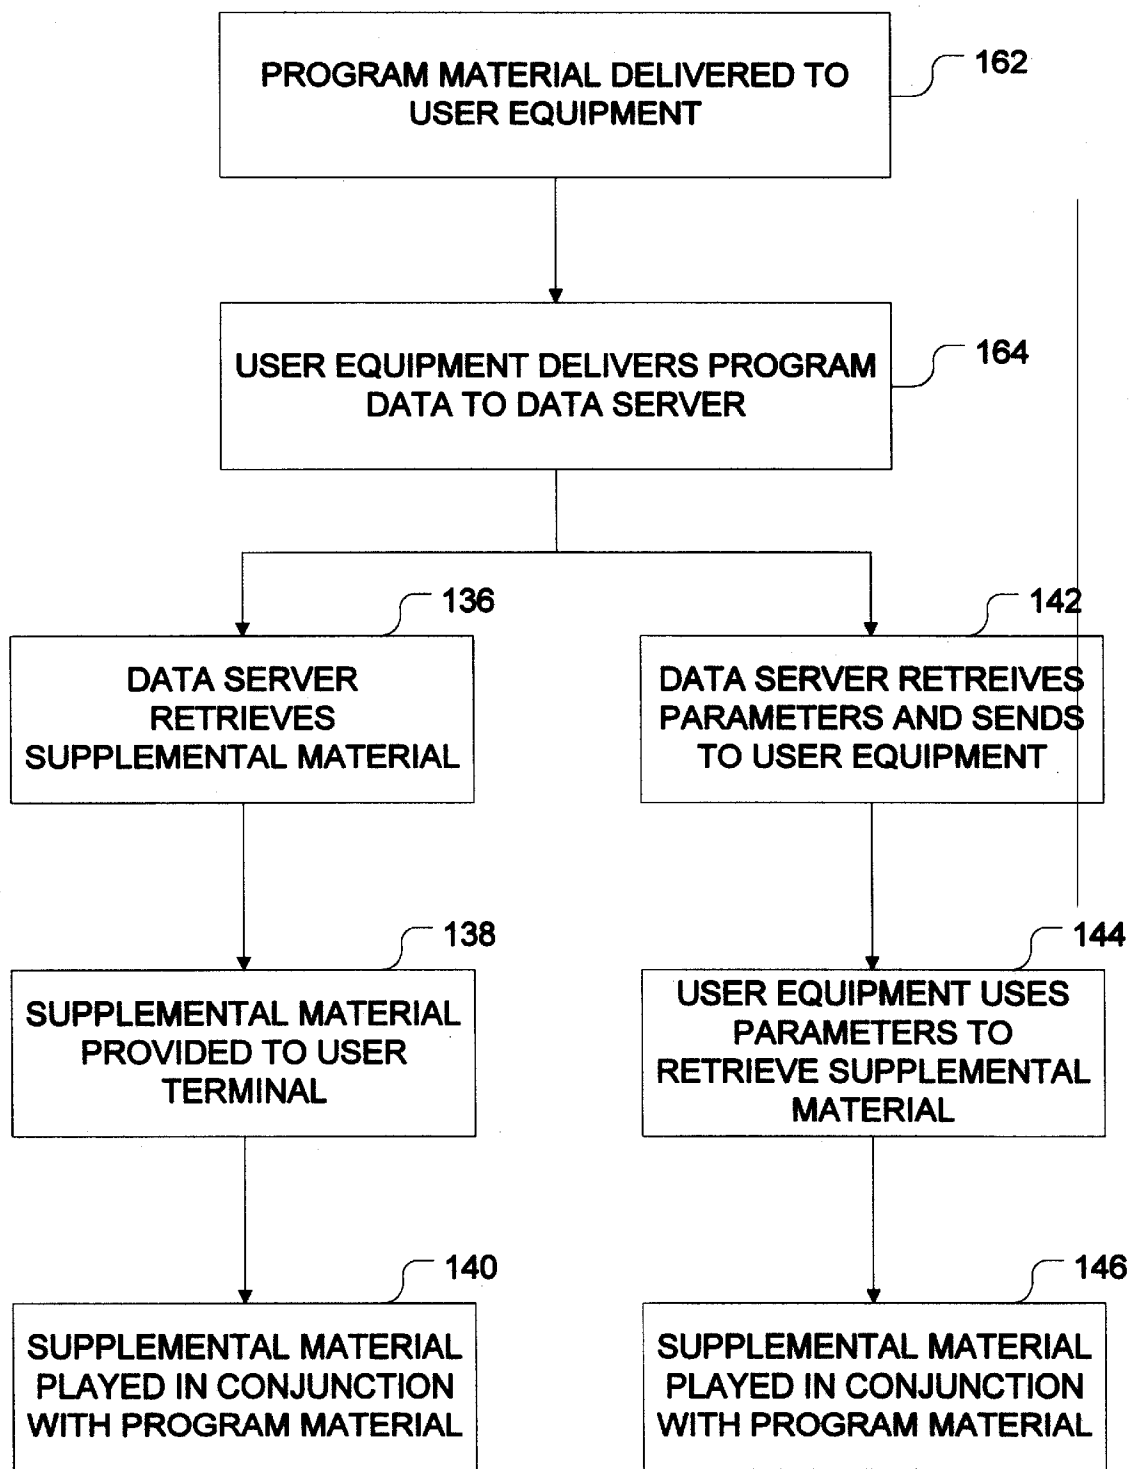 PROGRAM MATERIAL DELIVERED TO
USER EQUIPMENT
162
USER EQUIPMENT DELIVERS PROGRAM
DATA TO DATA SERVER
164
136
DATA SERVER
RETRIEVES
SUPPLEMENTAL MATERIAL
142
DATA SERVER RETREIVES
PARAMETERS AND SENDS
TO USER EQUIPMENT
138
SUPPLEMENTAL MATERIAL
PROVIDED TO USER
TERMINAL
144
USER EQUIPMENT USES
PARAMETERS TO
RETRIEVE SUPPLEMENTAL
MATERIAL
140
SUPPLEMENTAL MATERIAL
PLAYED IN CONJUNCTION
WITH PROGRAM MATERIAL
146
SUPPLEMENTAL MATERIAL
PLAYED IN CONJUNCTION
WITH PROGRAM MATERIAL